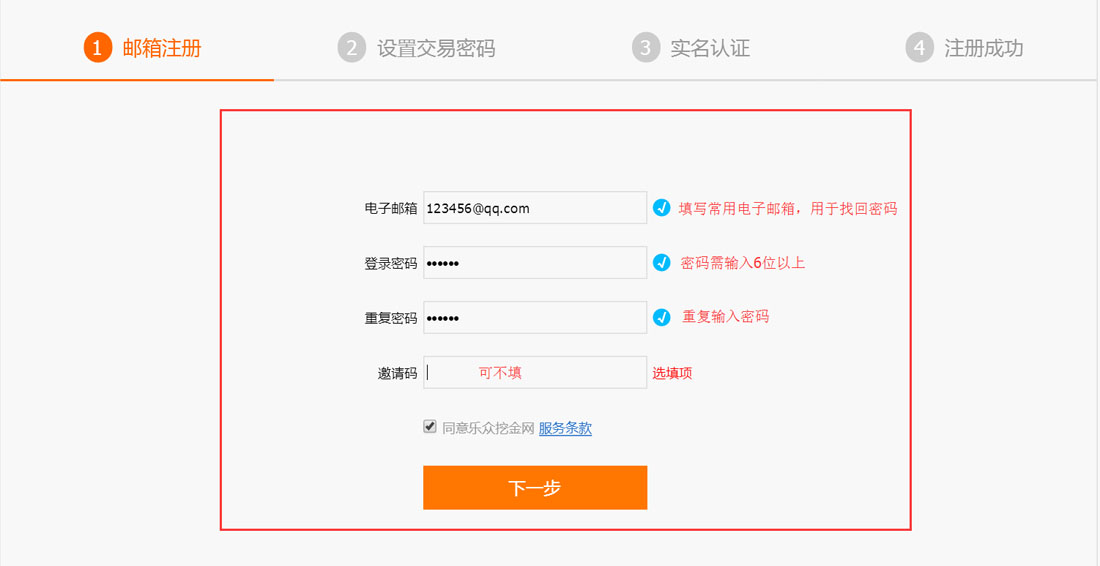 1 邮箱注册 2 设置交易密码 3 实名认证 4 注册成功
电子邮箱 123456@qq.com 填写常用电子邮箱，用于找回密码
登录密码 •••••• 密码需输入6位以上
重复密码 •••••• 重复输入密码
邀请码 可不填 选填项
同意乐众挖金网 服务条款
下一步